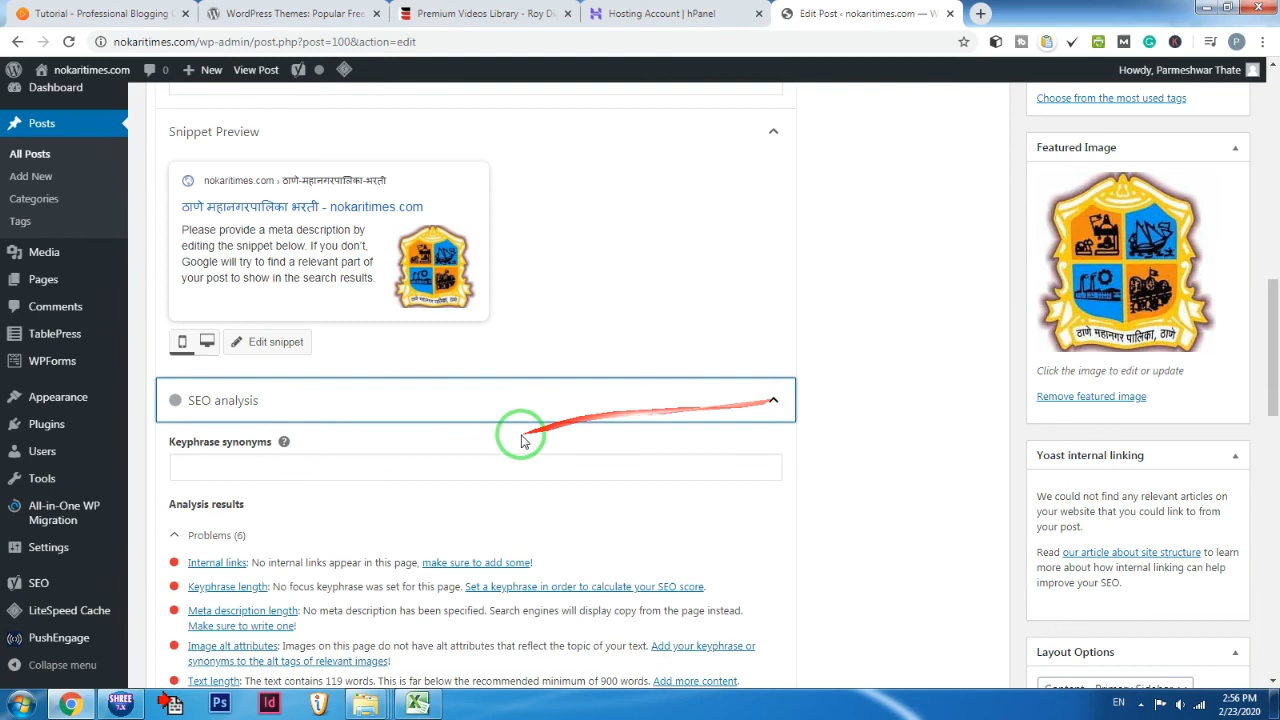 Tutorial - Professional Blogging C
WordPress Themes: Popular Free
Premium Videos Library - Roy De
Hosting Account | hPanel
Edit Post ‹ nokaritimes.com — W
nokaritimes.com/wp-admin/post.php?post=100&action=edit
nokaritimes.com
0
New
View Post
Howdy, Parmeshwar Thate
Dashboard
Posts
All Posts
Add New
Categories
Tags
Media
Pages
Comments
TablePress
WPForms
Appearance
Plugins
Users
Tools
All-in-One WP
Migration
Settings
SEO
LiteSpeed Cache
PushEngage
Collapse menu
Snippet Preview
nokaritimes.com › ठाणे-महानगरपालिका-भरती
ठाणे महानगरपालिका भरती - nokaritimes.com
Please provide a meta description by
editing the snippet below. If you don’t,
Google will try to find a relevant part of
your post to show in the search results.
Edit snippet
SEO analysis
Keyphrase synonyms
Analysis results
Problems (6)
Internal links: No internal links appear in this page, make sure to add some!
Keyphrase length: No focus keyphrase was set for this page. Set a keyphrase in order to calculate your SEO score.
Meta description length: No meta description has been specified. Search engines will display copy from the page instead.
Make sure to write one!
Image alt attributes: Images on this page do not have alt attributes that reflect the topic of your text. Add your keyphrase or
synonyms to the alt tags of relevant images!
Text length: The text contains 119 words. This is far below the recommended minimum of 900 words. Add more content.
Choose from the most used tags
Featured Image
ठाणे महानगर पालिका, ठाणे
Click the image to edit or update
Remove featured image
Yoast internal linking
We could not find any relevant articles on
your website that you could link to from
your post.
Read our article about site structure to learn
more about how internal linking can help
improve your SEO.
Layout Options
Content - Primary Sidebar
SHREE
Ps
Id
EN
2:56 PM
2/23/2020